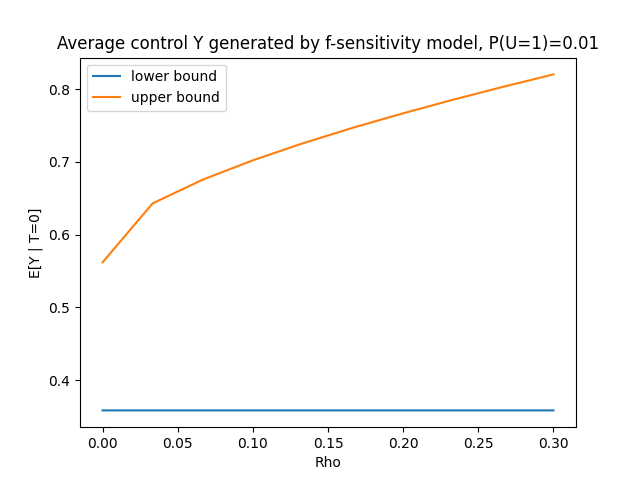 Average control Y generated by f-sensitivity model, P(U=1)=0.01
lower bound
upper bound
E[Y | T=0]
0.8
0.7
0.6
0.5
0.4
0.00 0.05 0.10 0.15 0.20 0.25 0.30
Rho